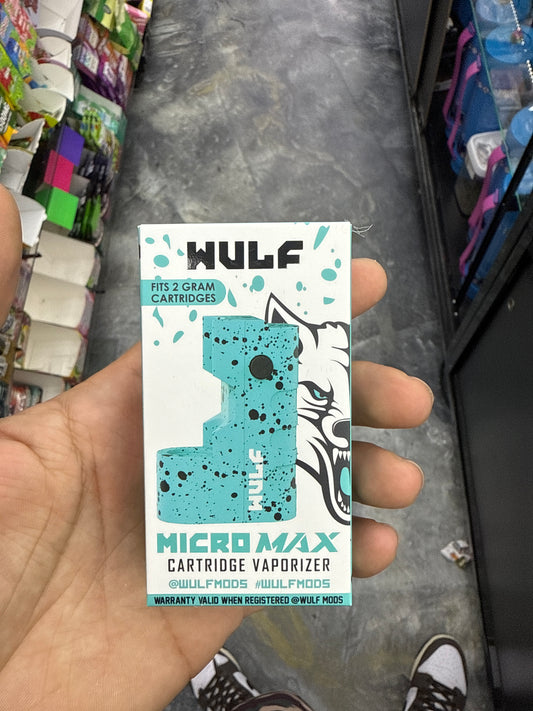 WULF
FITS 2 GRAM
CARTRIDGES
WULF
MICRO MAX
CARTRIDGE VAPORIZER
@WULFMODS #WULFMODS
WARRANTY VALID WHEN REGISTERED @WULF MODS